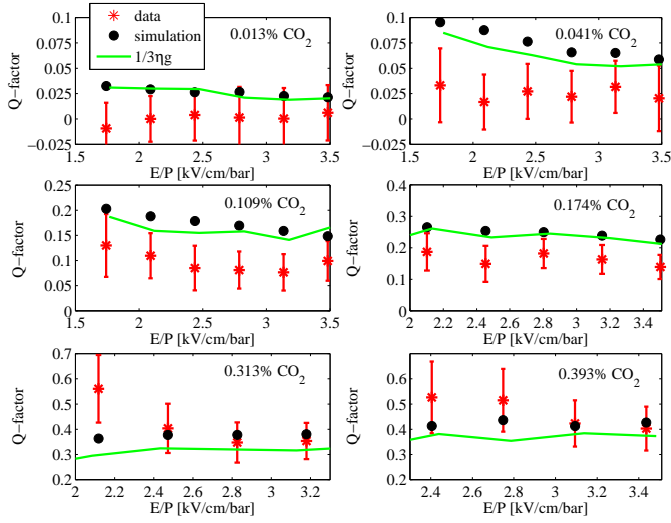 data
simulation
1/3ηg
0.013% CO2
0.1
0.075
0.05
0.025
0
−0.025
Q−factor
1.5 2 2.5 3 3.5
E/P [kV/cm/bar]
0.041% CO2
0.1
0.075
0.05
0.025
0
−0.025
Q−factor
1.5 2 2.5 3 3.5
E/P [kV/cm/bar]
0.109% CO2
0.25
0.2
0.15
0.1
0.05
0
Q−factor
1.5 2 2.5 3 3.5
E/P [kV/cm/bar]
0.174% CO2
0.4
0.3
0.2
0.1
0
Q−factor
2 2.2 2.4 2.6 2.8 3 3.2 3.4
E/P [kV/cm/bar]
0.313% CO2
0.7
0.6
0.5
0.4
0.3
0.2
Q−factor
2 2.2 2.4 2.6 2.8 3 3.2
E/P [kV/cm/bar]
0.393% CO2
0.7
0.6
0.5
0.4
0.3
0.2
Q−factor
2.4 2.6 2.8 3 3.2 3.4
E/P [kV/cm/bar]